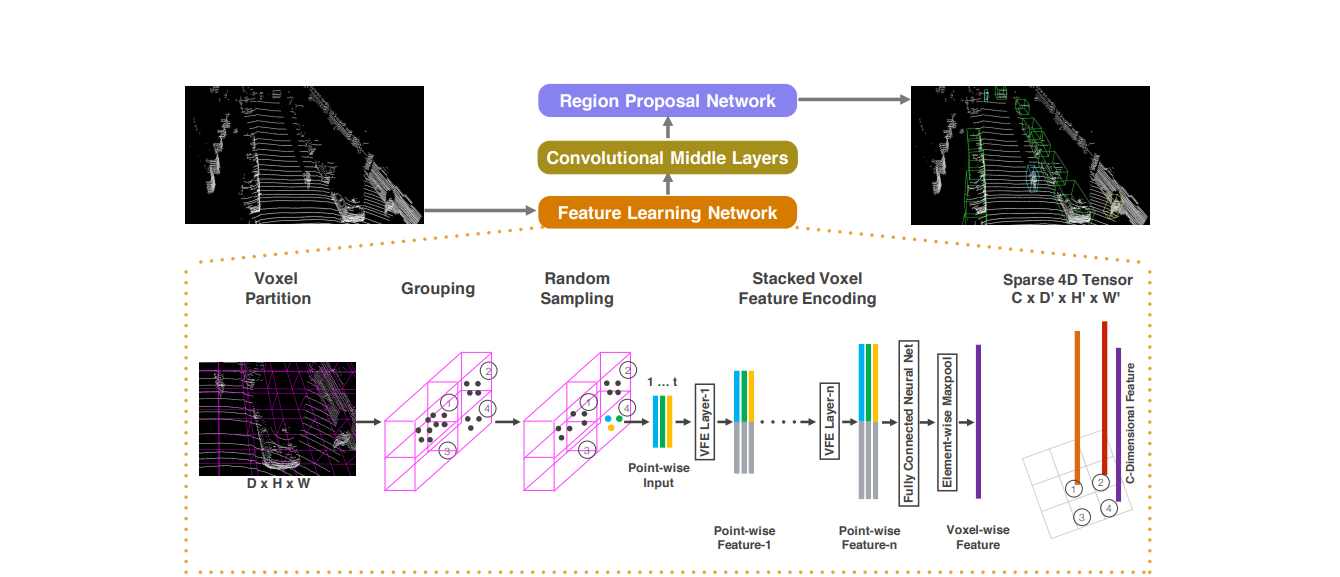 Region Proposal Network
Convolutional Middle Layers
Feature Learning Network
Voxel
Partition
Grouping
Random
Sampling
Stacked Voxel
Feature Encoding
Sparse 4D Tensor
C x D' x H' x W'
D x H x W
1
2
3
4
1
2
3
4
1 ... t
Point-wise
Input
VFE Layer-1
Point-wise
Feature-1
VFE Layer-n
Point-wise
Feature-n
Fully Connected Neural Net
Element-wise Maxpool
Voxel-wise
Feature
1
2
3
4
C-Dimensional Feature